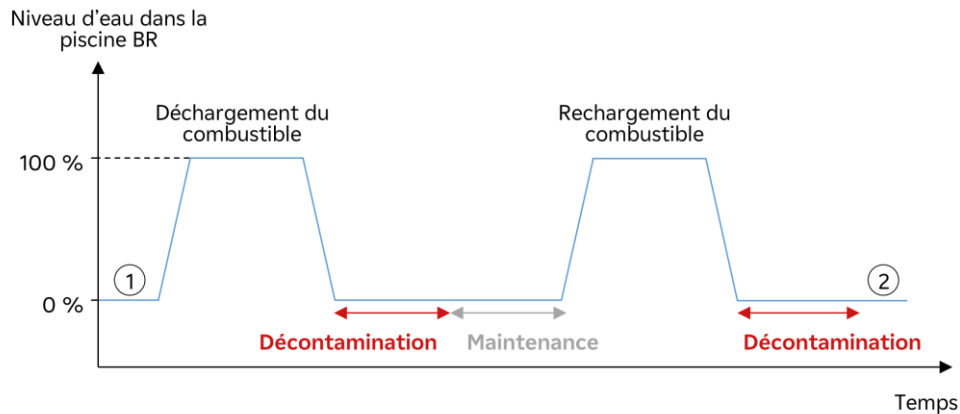 Niveau d'eau dans la
piscine BR
Déchargement du
combustible
Rechargement du
combustible
100 %
1
2
0 %
Décontamination
Maintenance
Décontamination
Temps